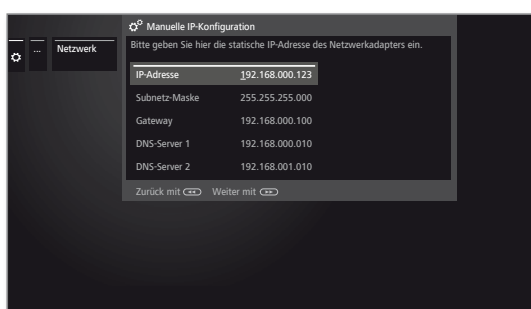 Manuelle IP-Konfiguration
... Netzwerk
Bitte geben Sie hier die statische IP-Adresse des Netzwerkadapters ein.
IP-Adresse 192.168.000.123
Subnetz-Maske 255.255.255.000
Gateway 192.168.000.100
DNS-Server 1 192.168.000.010
DNS-Server 2 192.168.001.010
Zurück mit Weiter mit